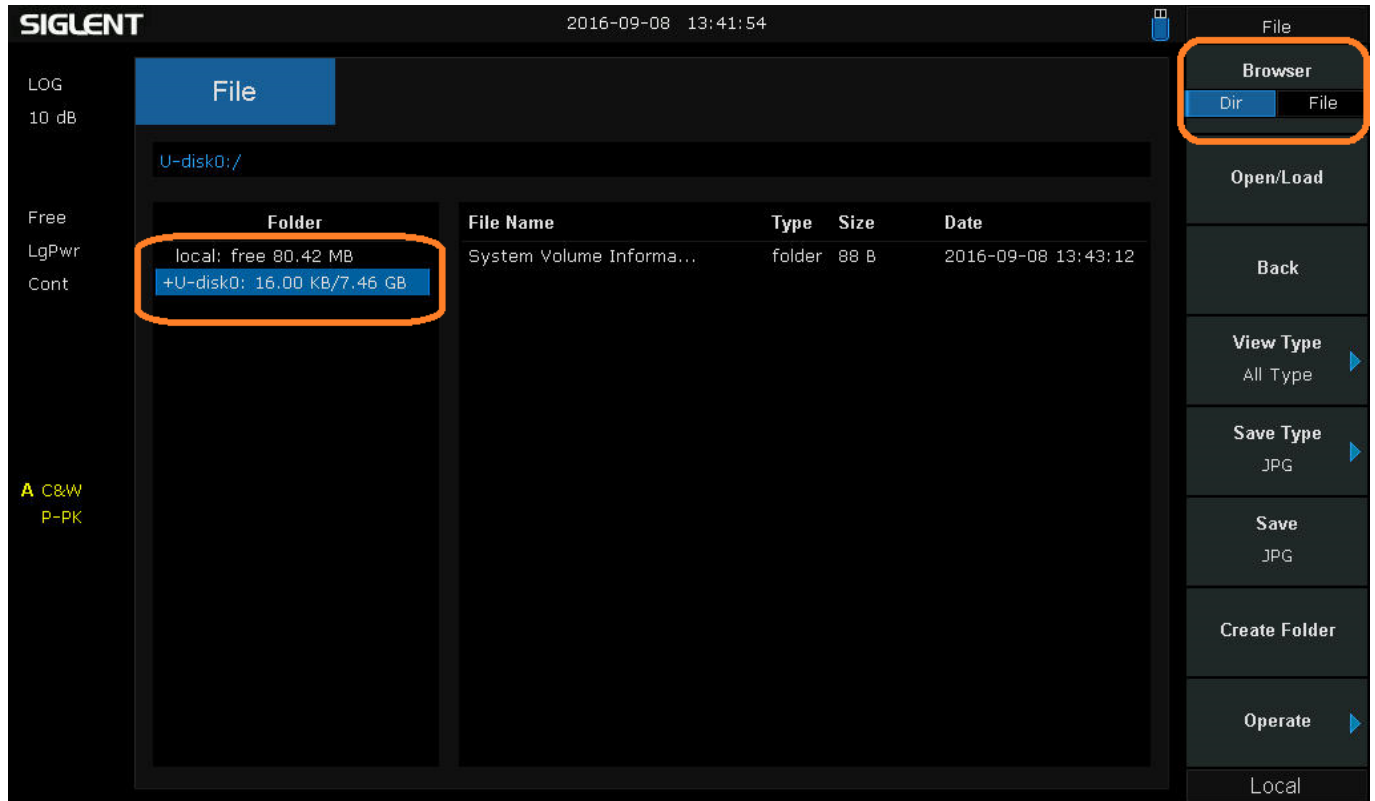 SIGLENT
2016-09-08 13:41:54
File
LOG
10 dB
Free
LgPwr
Cont
A C&W
P-PK
File
U-disk0:/
Folder
local: free 80.42 MB
+U-disk0: 16.00 KB/7.46 GB
File Name Type Size Date
System Volume Informa... folder 88 B 2016-09-08 13:43:12
Browser
Dir File
Open/Load
Back
View Type
All Type
Save Type
JPG
Save
JPG
Create Folder
Operate
Local